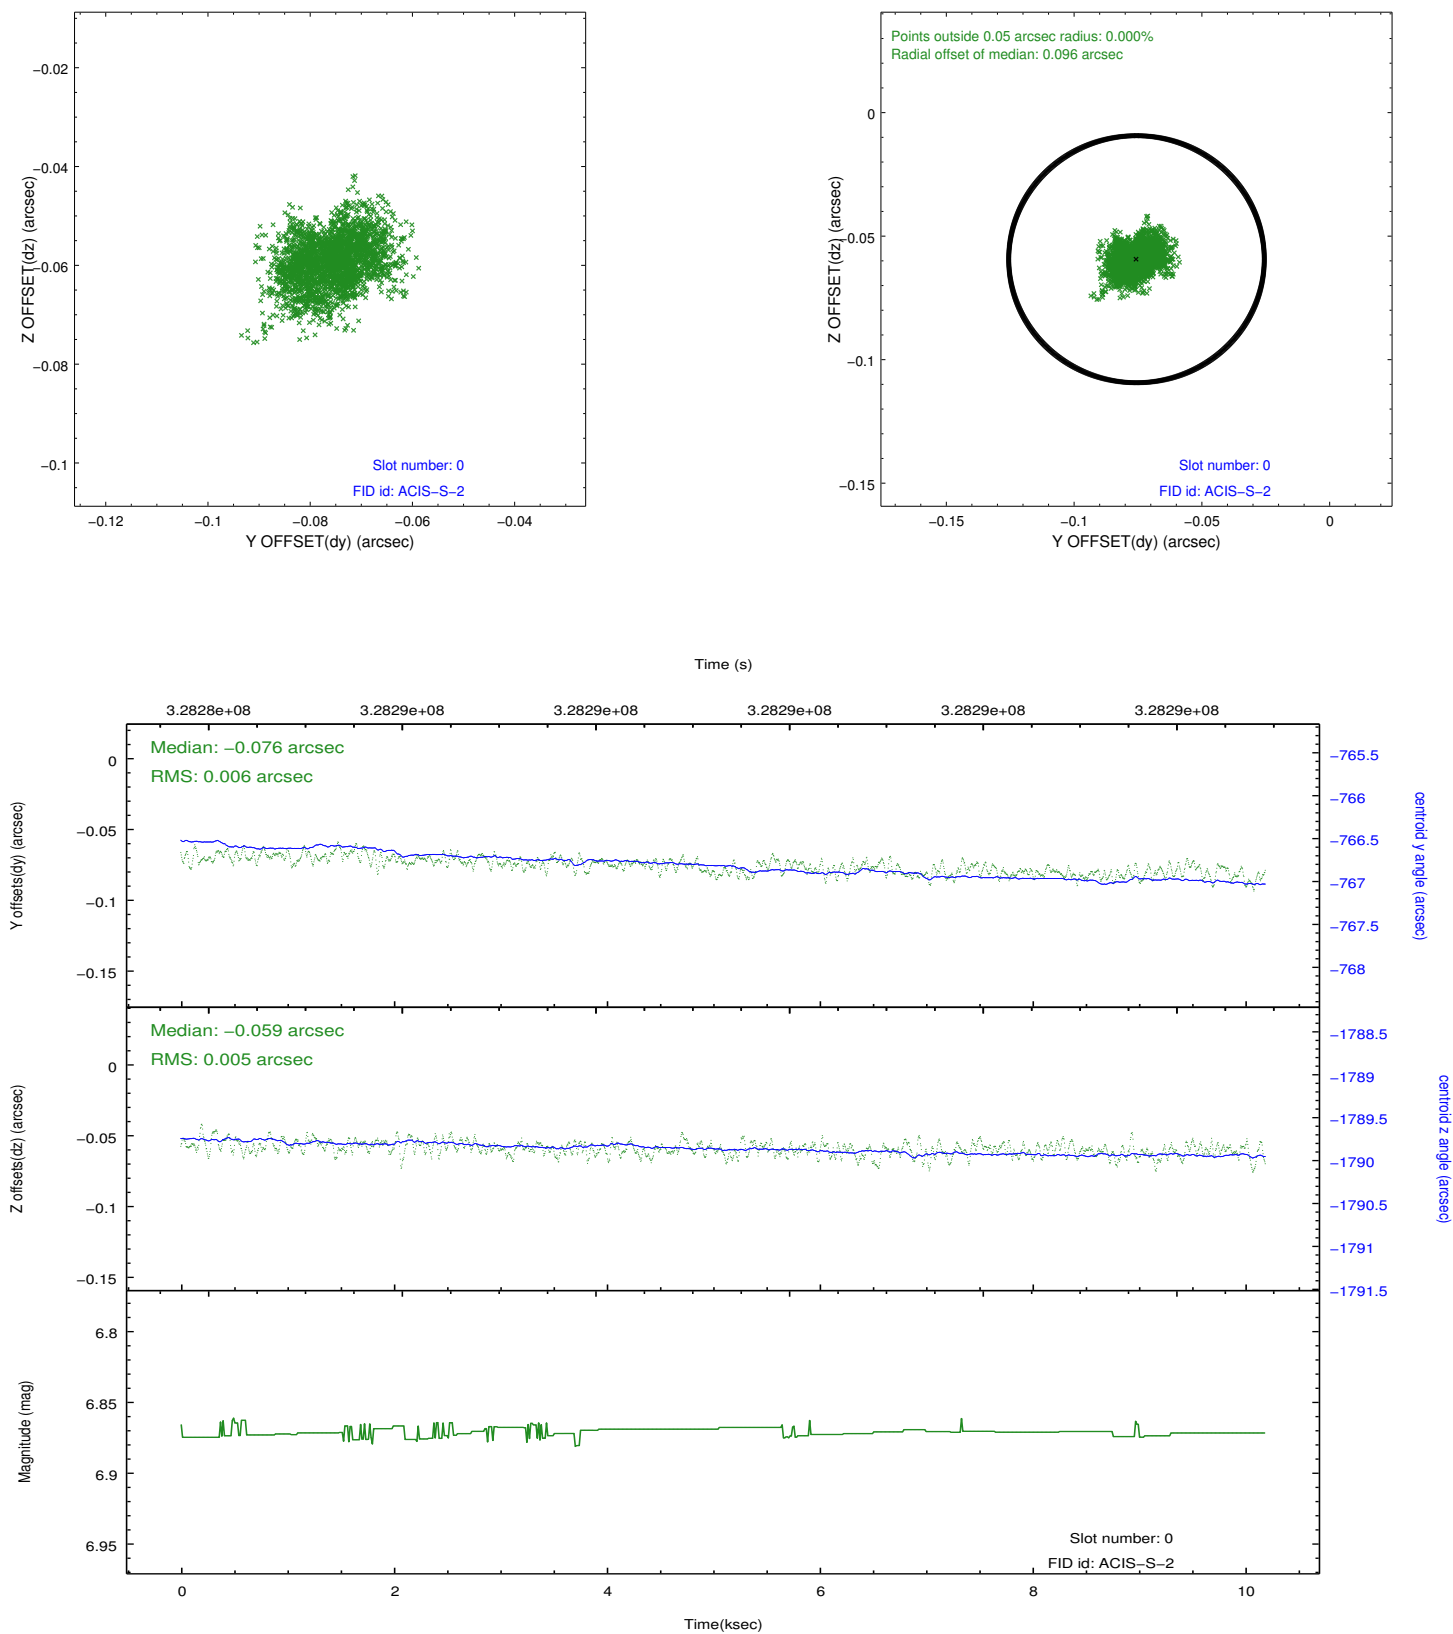 −0.02
−0.04
−0.06
−0.08
−0.1
Z OFFSET(dz) (arcsec)
Slot number: 0
FID id: ACIS−S−2
−0.12
−0.1
−0.08
−0.06
−0.04
Y OFFSET(dy) (arcsec)
Points outside 0.05 arcsec radius: 0.000%
Radial offset of median: 0.096 arcsec
0
−0.05
−0.1
−0.15
Z OFFSET(dz) (arcsec)
Slot number: 0
FID id: ACIS−S−2
−0.15
−0.1
−0.05
0
Y OFFSET(dy) (arcsec)
Time (s)
3.2828e+08
3.2829e+08
3.2829e+08
3.2829e+08
3.2829e+08
3.2829e+08
Median: −0.076 arcsec
RMS: 0.006 arcsec
0
−0.05
−0.1
−0.15
Y offsets(dy) (arcsec)
−765.5
−766
−766.5
−767
−767.5
−768
centroid y angle (arcsec)
Median: −0.059 arcsec
RMS: 0.005 arcsec
0
−0.05
−0.1
−0.15
Z offsets(dz) (arcsec)
−1788.5
−1789
−1789.5
−1790
−1790.5
−1791
−1791.5
centroid z angle (arcsec)
6.8
6.85
6.9
6.95
Magnitude (mag)
Slot number: 0
FID id: ACIS−S−2
0
2
4
6
8
10
Time(ksec)